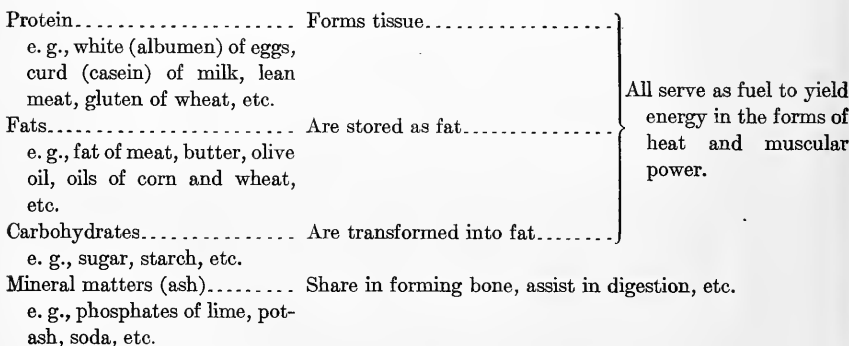 Protein........................ Forms tissue....................
e. g., white (albumen) of eggs,
curd (casein) of milk, lean
meat, gluten of wheat, etc.
All serve as fuel to yield
energy in the forms of
heat and muscular
power.
Fats........................ Are stored as fat................
e. g., fat of meat, butter, olive
oil, oils of corn and wheat,
etc.
Carbohydrates............... Are transformed into fat........
e. g., sugar, starch, etc.
Mineral matters (ash)......... Share in forming bone, assist in digestion, etc.
e. g., phosphates of lime, pot-
ash, soda, etc.